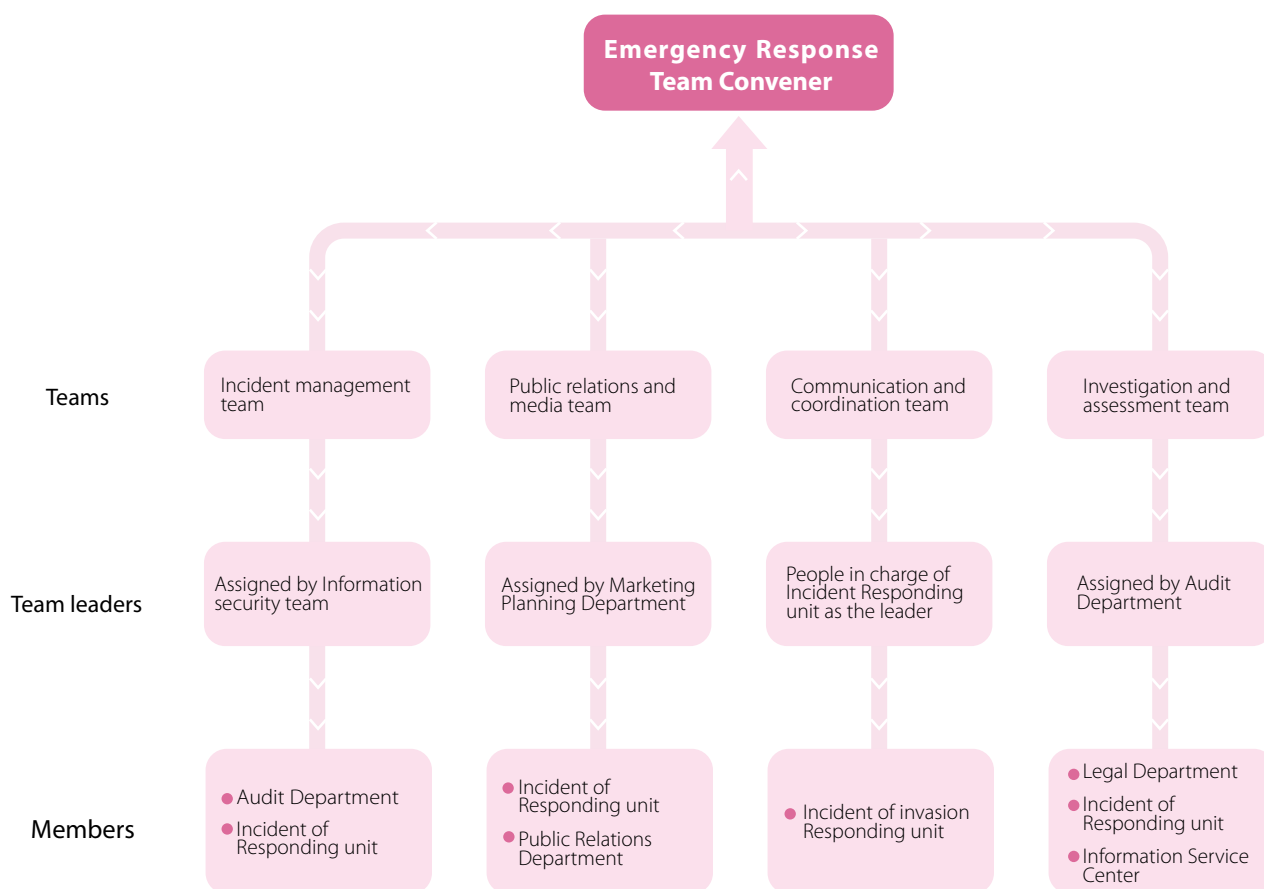 Emergency Response
Team Convener
Teams
Incident management
team
Public relations and
media team
Communication and
coordination team
Investigation and
assessment team
Team leaders
Assigned by Information
security team
Assigned by Marketing
Planning Department
People in charge of
Incident Responding
unit as the leader
Assigned by Audit
Department
Members
Audit Department
Incident of
Responding unit
Incident of
Responding unit
Public Relations
Department
Incident of invasion
Responding unit
Legal Department
Incident of
Responding unit
Information Service
Center